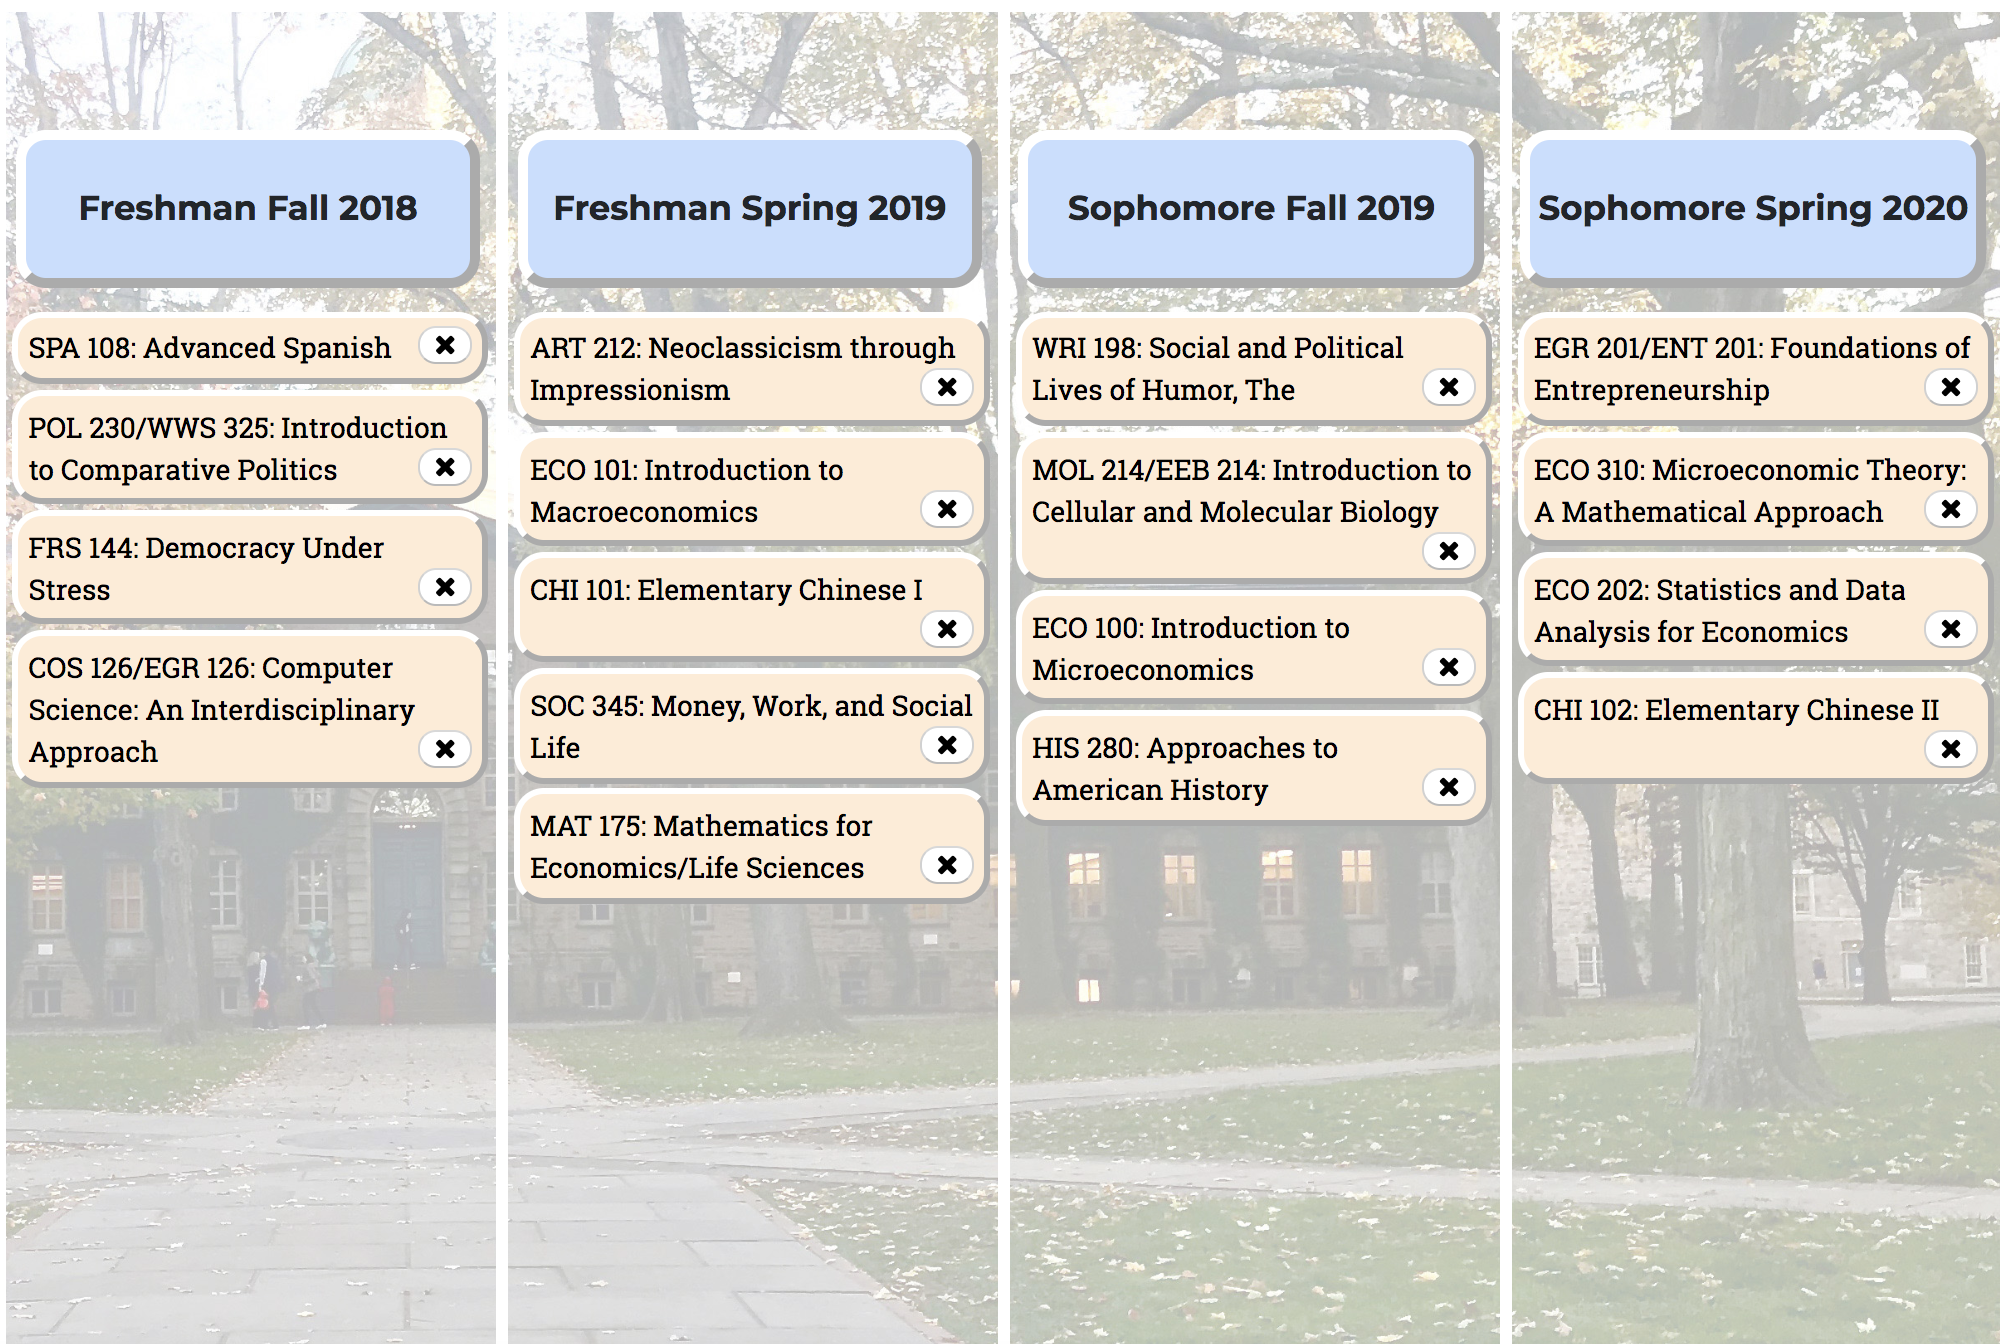 Freshman Fall 2018
SPA 108: Advanced Spanish
POL 230/WWS 325: Introduction
to Comparative Politics
FRS 144: Democracy Under
Stress
COS 126/EGR 126: Computer
Science: An Interdisciplinary
Approach
Freshman Spring 2019
ART 212: Neoclassicism through
Impressionism
ECO 101: Introduction to
Macroeconomics
CHI 101: Elementary Chinese I
SOC 345: Money, Work, and Social
Life
MAT 175: Mathematics for
Economics/Life Sciences
Sophomore Fall 2019
WRI 198: Social and Political
Lives of Humor, The
MOL 214/EEB 214: Introduction to
Cellular and Molecular Biology
ECO 100: Introduction to
Microeconomics
HIS 280: Approaches to
American History
Sophomore Spring 2020
EGR 201/ENT 201: Foundations of
Entrepreneurship
ECO 310: Microeconomic Theory:
A Mathematical Approach
ECO 202: Statistics and Data
Analysis for Economics
CHI 102: Elementary Chinese II